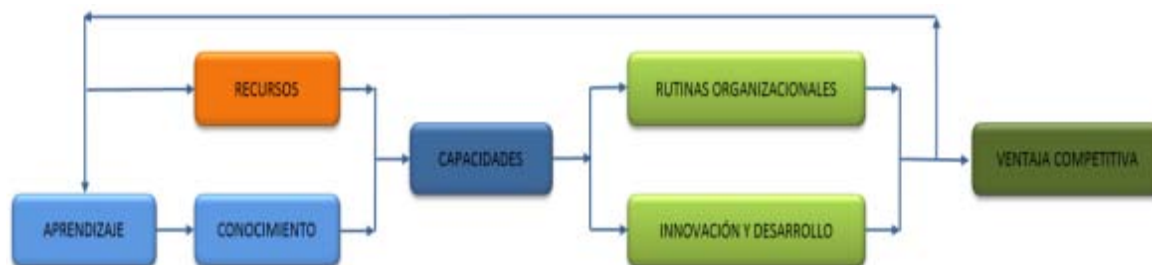 RECURSOS
RUTINAS ORGANIZACIONALES
CAPACIDADES
VENTAJA COMPETITIVA
APRENDIZAJE
CONOCIMIENTO
INNOVACIÓN Y DESARROLLO